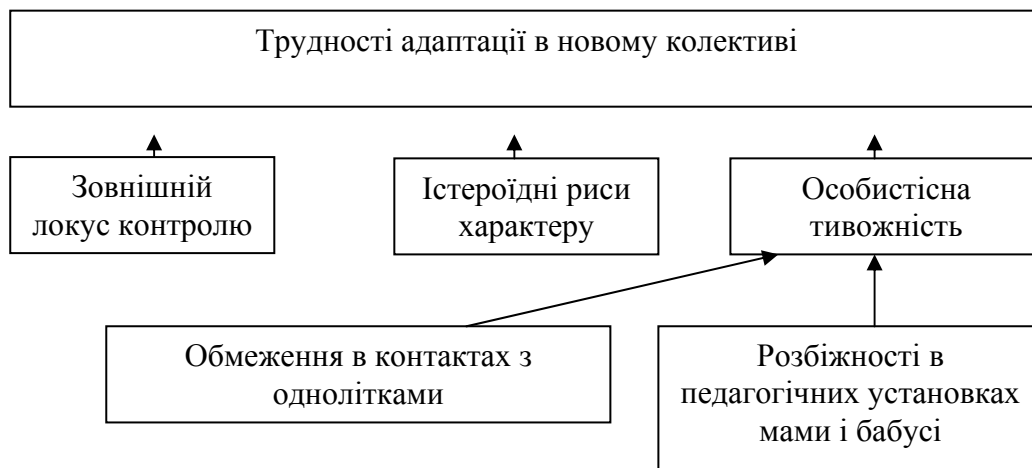 Трудності адаптації в новому колективі
Зовнішній
локус контролю
Істероїдні риси
характеру
Особистісна
тивожність
Обмеження в контактах з
однолітками
Розбіжності в
педагогічних установках
мами і бабусі